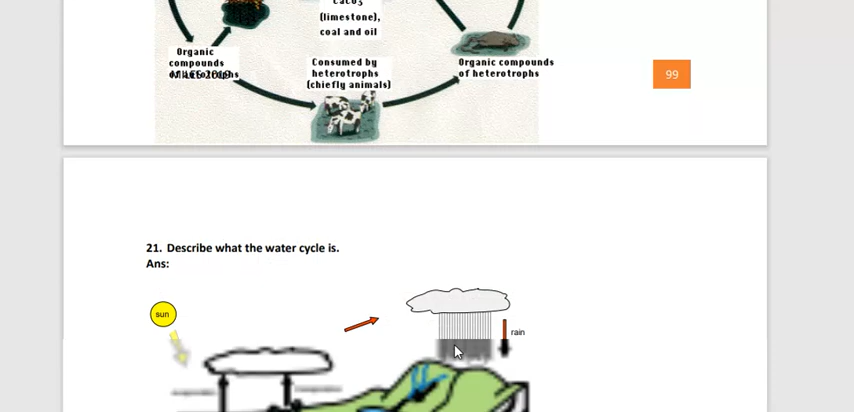 CaCO3
(limestone),
coal and oil
Organic
compounds
Consumed by
heterotrophs
(chiefly animals)
Organic compounds
of heterotrophs
99
21. Describe what the water cycle is.
Ans:
sun
rain